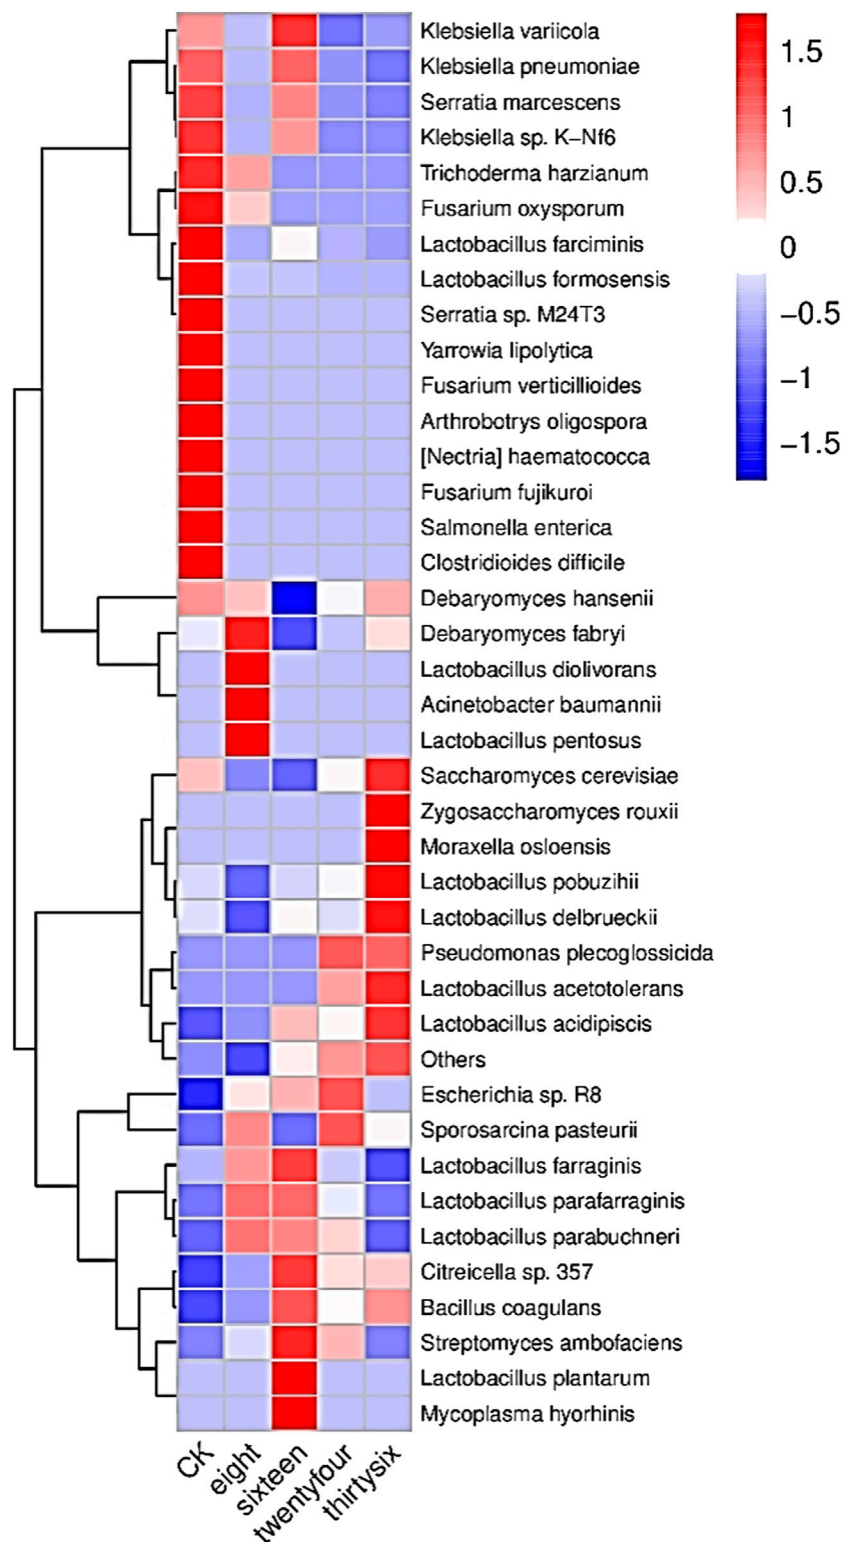 Klebsiella variicola
Klebsiella pneumoniae
Serratia marcescens
Klebsiella sp. K−Nf6
Trichoderma harzianum
Fusarium oxysporum
Lactobacillus farciminis
Lactobacillus formosensis
Serratia sp. M24T3
Yarrowia lipolytica
Fusarium verticillioides
Arthrobotrys oligospora
[Nectria] haematococca
Fusarium fujikuroi
Salmonella enterica
Clostridioides difficile
Debaryomyces hansenii
Debaryomyces fabryi
Lactobacillus diolivorans
Acinetobacter baumannii
Lactobacillus pentosus
Saccharomyces cerevisiae
Zygosaccharomyces rouxii
Moraxella osloensis
Lactobacillus pobuzihii
Lactobacillus delbrueckii
Pseudomonas plecoglossicida
Lactobacillus acetotolerans
Lactobacillus acidipiscis
Others
Escherichia sp. R8
Sporosarcina pasteurii
Lactobacillus farraginis
Lactobacillus parafarraginis
Lactobacillus parabuchneri
Citreicella sp. 357
Bacillus coagulans
Streptomyces ambofaciens
Lactobacillus plantarum
Mycoplasma hyorhinis
1.5
1
0.5
0
−0.5
−1
−1.5
CK
eight
sixteen
twentyfour
thirtysix